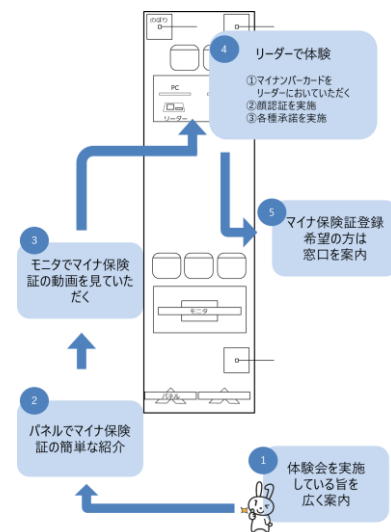 のぼり
4
リーダーで体験
①マイナンバーカードを
リーダーにおいていただく
②顔認証を実施
③各種承諾を実施
PC
リーダー
5
マイナ保険証登録
希望の方は
窓口を案内
3
モニタでマイナ保険
証の動画を見ていた
だく
モニタ
2
パネルでマイナ保険
証の簡単な紹介
パネル
1
体験会を実施
している旨を
広く案内